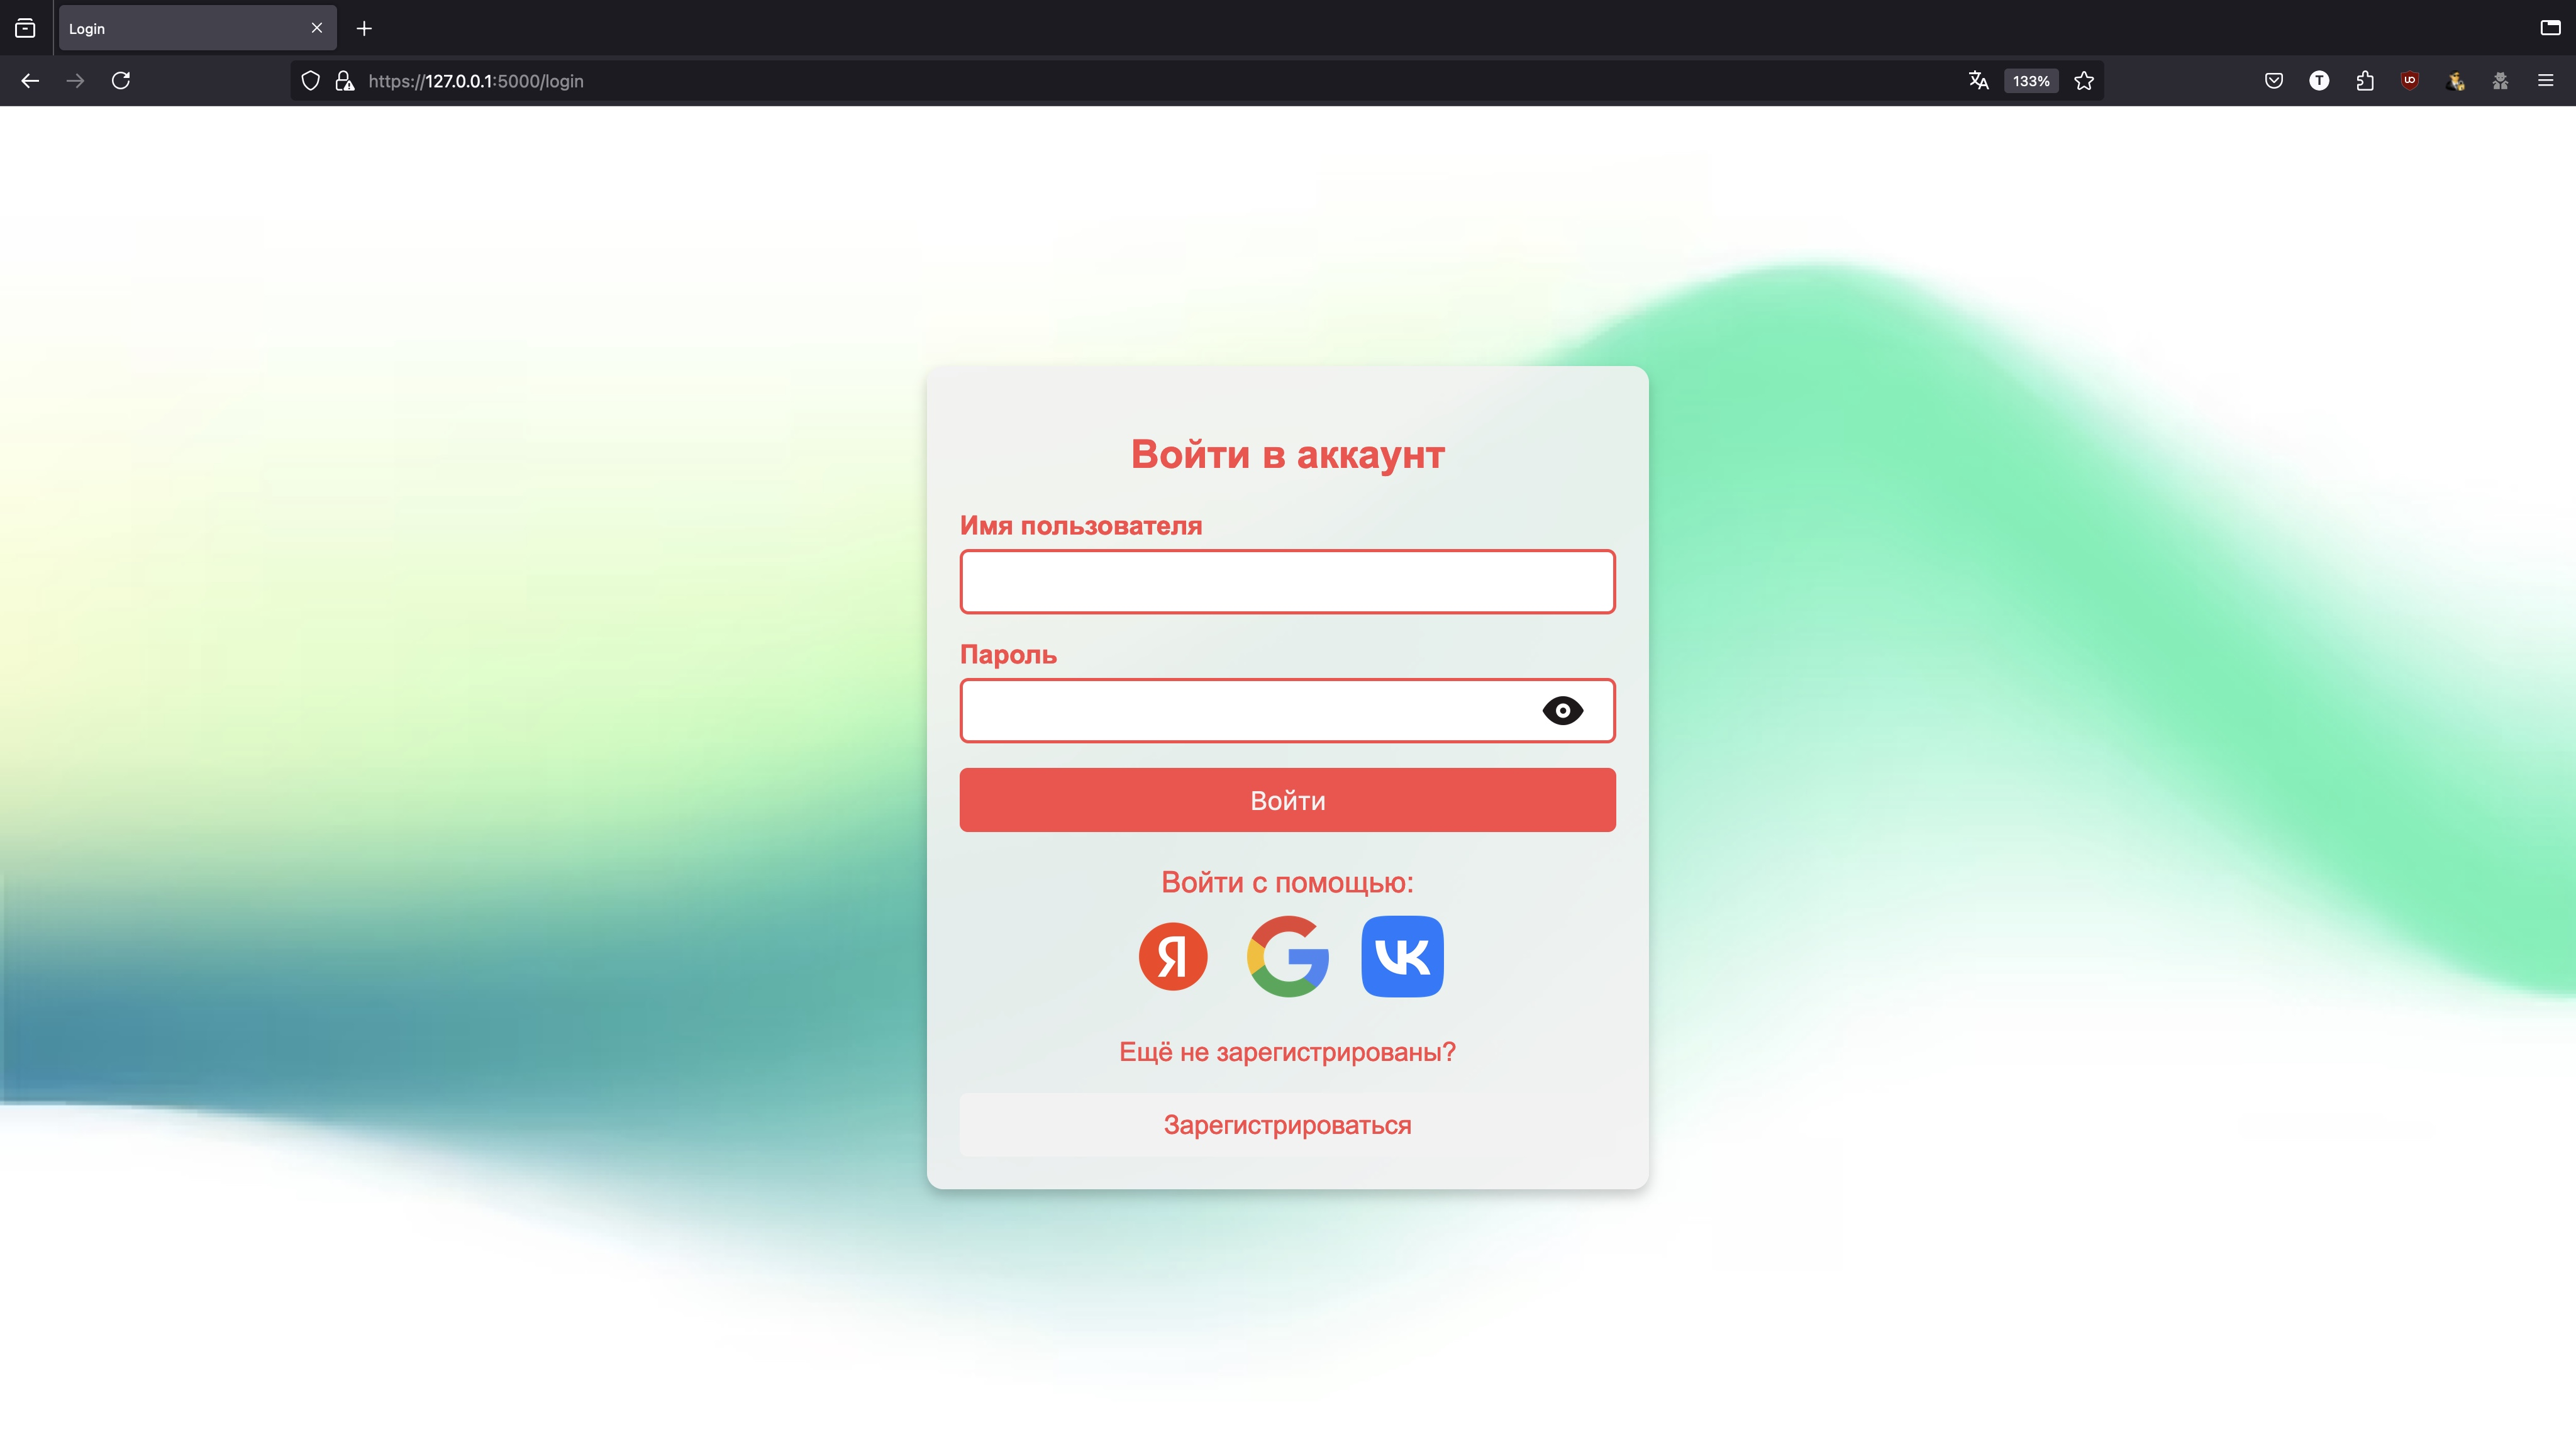 Login
https://127.0.0.1:5000/login
133%
T
Войти в аккаунт
Имя пользователя
Пароль
Войти
Войти с помощью:
Я G VK
Ещё не зарегистрированы?
Зарегистрироваться